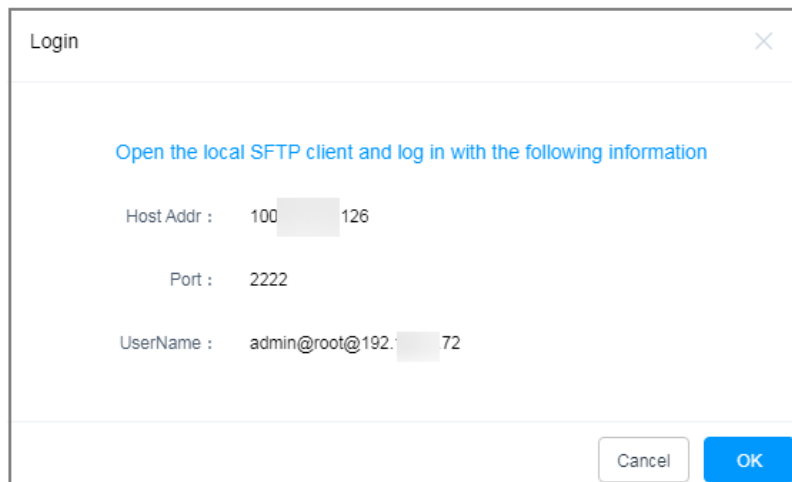 Login
Open the local SFTP client and log in with the following information
Host Addr : 100 126
Port : 2222
UserName : admin@root@192. .72
Cancel OK